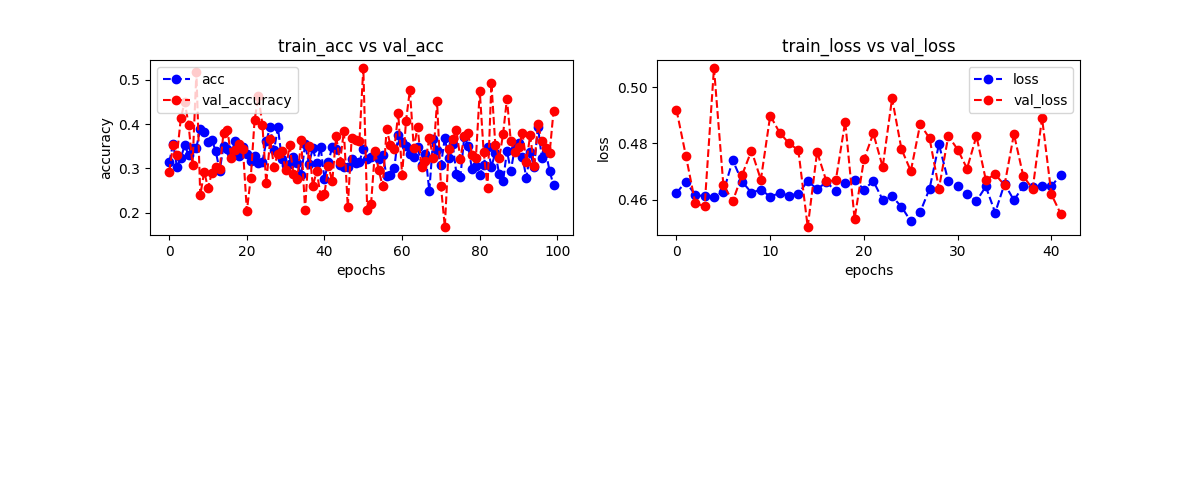 train_acc vs val_acc
acc
val_accuracy
accuracy
0.5
0.4
0.3
0.2
0
20
40
60
80
100
epochs
train_loss vs val_loss
loss
val_loss
loss
0.50
0.48
0.46
0
10
20
30
40
epochs